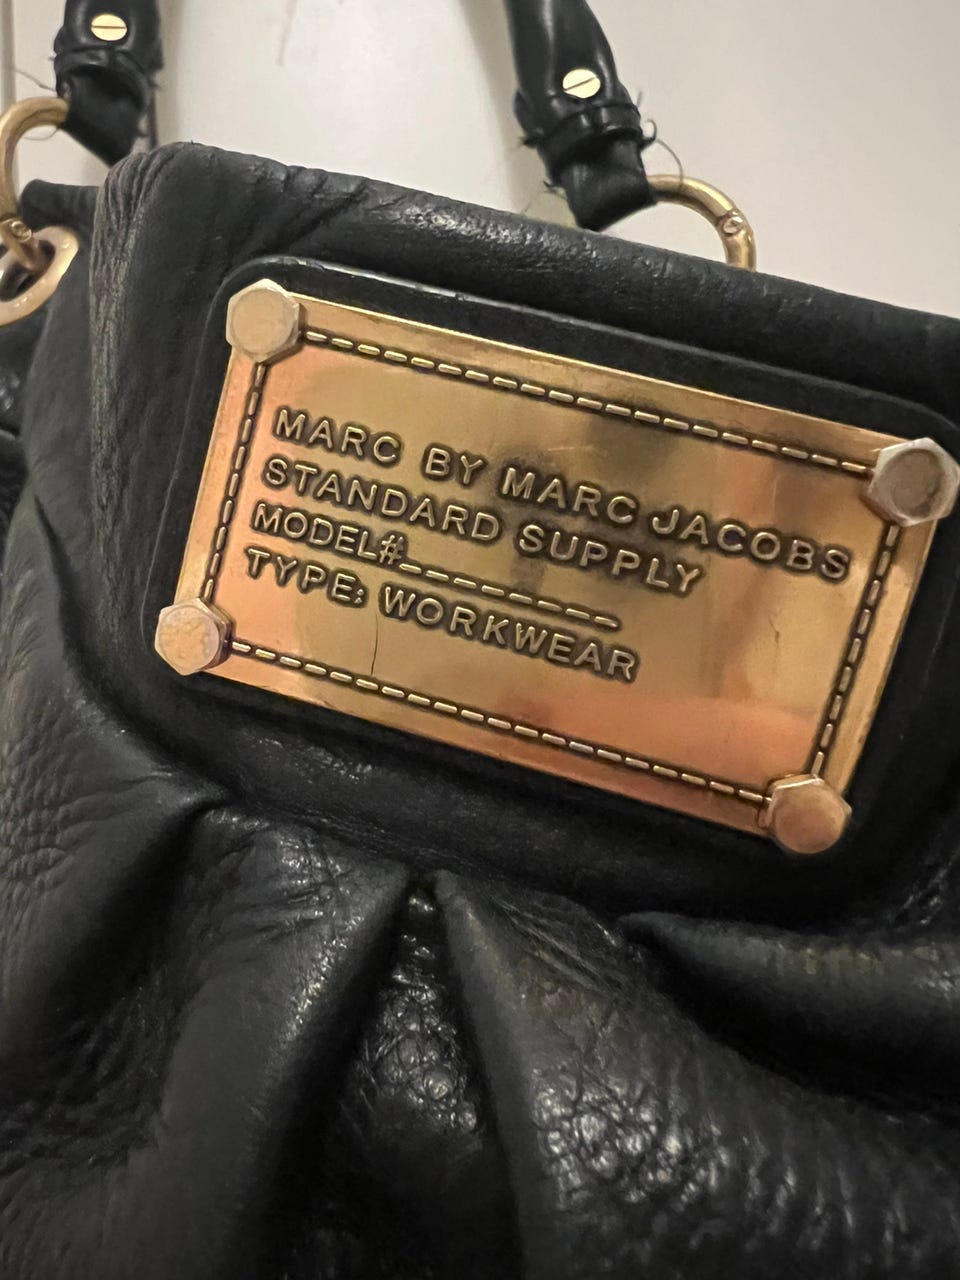 MARC BY MARC JACOBS
STANDARD SUPPLY
MODEL#_________
TYPE: WORKWEAR